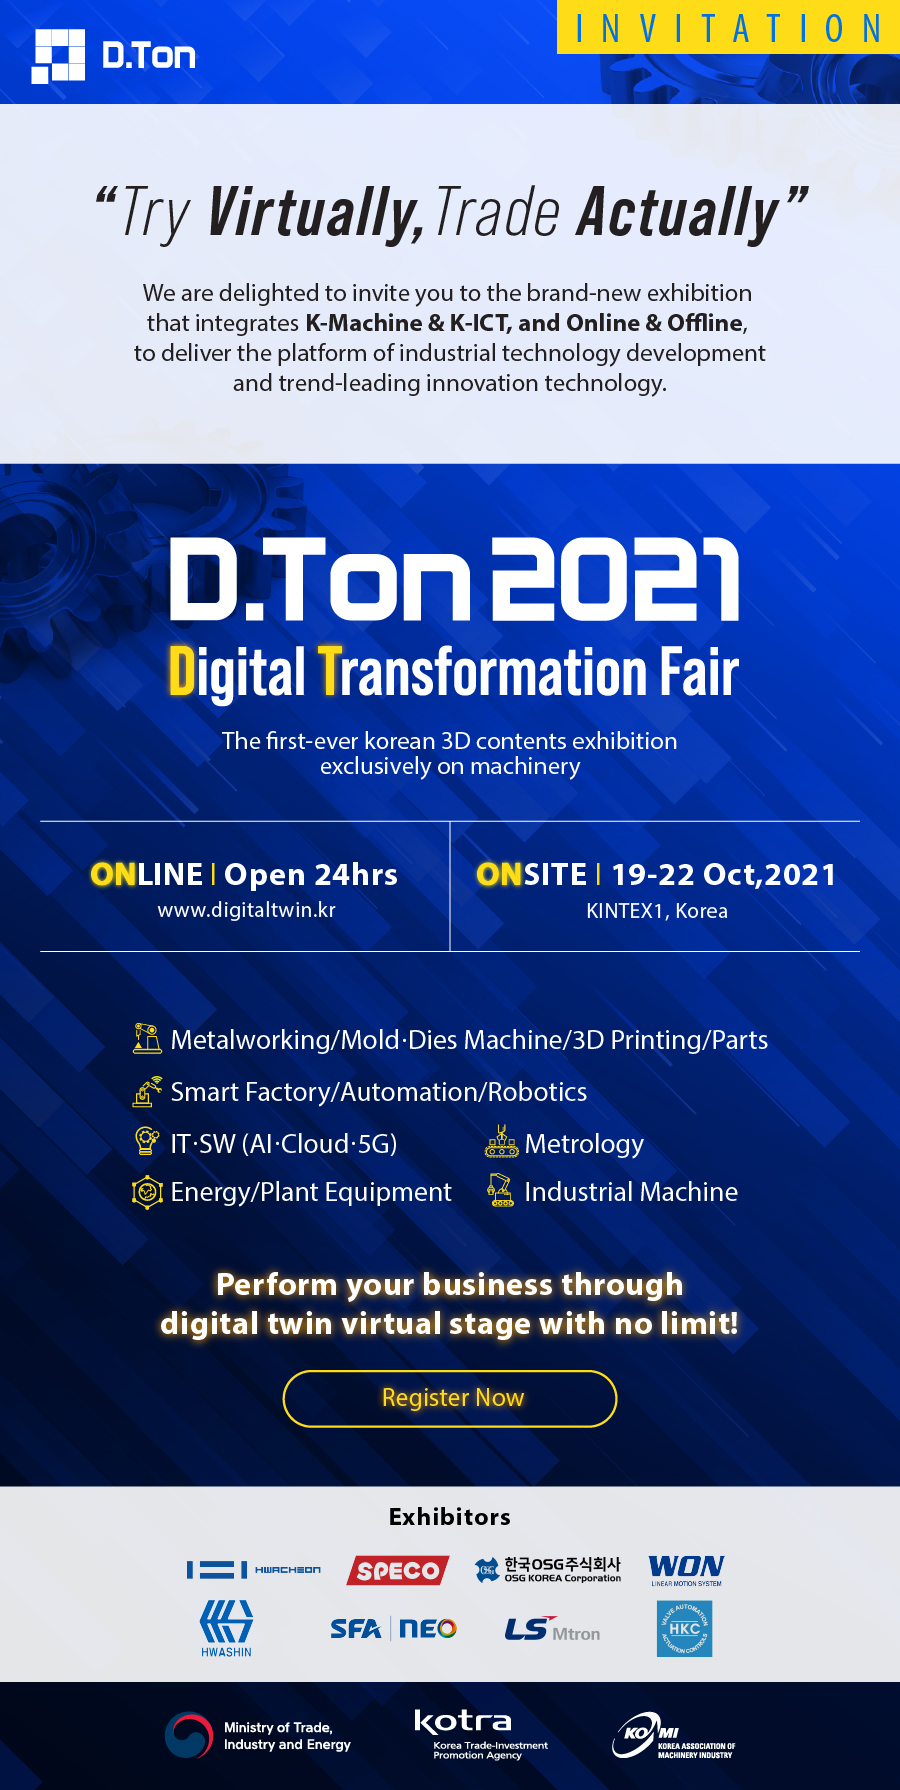 D.Ton
INVITATION
“Try Virtually, Trade Actually”
We are delighted to invite you to the brand-new exhibition
that integrates K-Machine & K-ICT, and Online & Offline,
to deliver the platform of industrial technology development
and trend-leading innovation technology.
D.Ton 2021
Digital Transformation Fair
The first-ever korean 3D contents exhibition
exclusively on machinery
ONLINE | Open 24hrs
www.digitaltwin.kr
ONSITE | 19-22 Oct,2021
KINTEX1, Korea
Metalworking/Mold·Dies Machine/3D Printing/Parts
Smart Factory/Automation/Robotics
IT·SW (AI·Cloud·5G)
Metrology
Energy/Plant Equipment
Industrial Machine
Perform your business through
digital twin virtual stage with no limit!
Register Now
Exhibitors
HWACHEON
SPECO
OSG
한국OSG주식회사
OSG KOREA Corporation
WON
LINEAR MOTION SYSTEM
HWASHIN
SFA | NEO
LS Mtron
VALVE AUTOMATION
HKC
ACTUATION CONTROLS
Ministry of Trade,
Industry and Energy
kotra
Korea Trade-Investment
Promotion Agency
KOAMI
KOREA ASSOCIATION OF
MACHINERY INDUSTRY